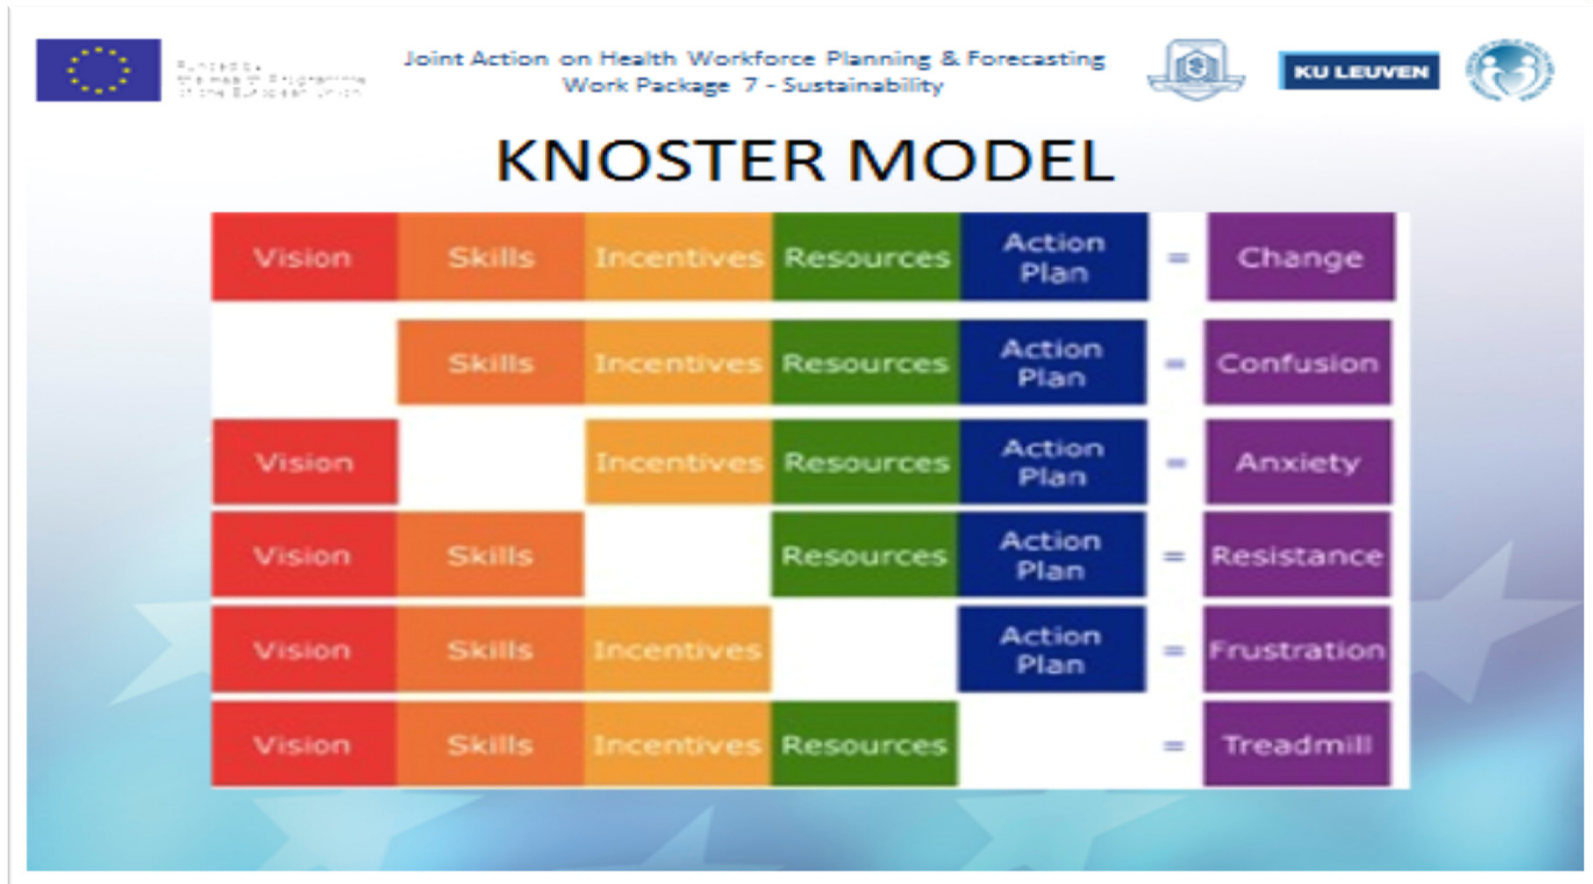 Joint Action on Health Workforce Planning & Forecasting
Work Package 7 - Sustainability
KU LEUVEN
KNOSTER MODEL
Vision Skills Incentives Resources Action Plan = Change
Skills Incentives Resources Action Plan = Confusion
Vision Incentives Resources Action Plan = Anxiety
Vision Skills Resources Action Plan = Resistance
Vision Skills Incentives Action Plan = Frustration
Vision Skills Incentives Resources = Treadmill